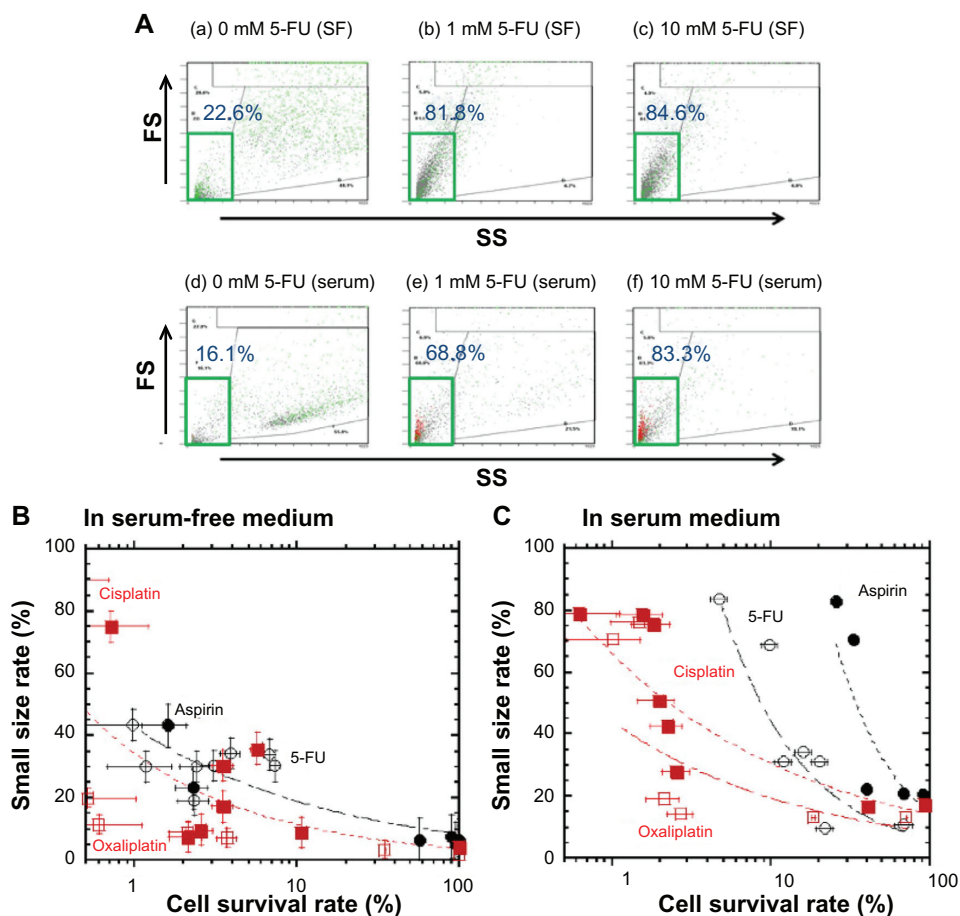 A
(a) 0 mM 5-FU (SF)
(b) 1 mM 5-FU (SF)
(c) 10 mM 5-FU (SF)
FS
22.6%
81.8%
84.6%
SS
(d) 0 mM 5-FU (serum)
(e) 1 mM 5-FU (serum)
(f) 10 mM 5-FU (serum)
FS
16.1%
68.8%
83.3%
SS
B
In serum-free medium
Small size rate (%)
100
80
60
40
20
0
Cisplatin
Aspirin
5-FU
Oxaliplatin
1
10
100
Cell survival rate (%)
C
In serum medium
Small size rate (%)
100
80
60
40
20
0
Aspirin
5-FU
Cisplatin
Oxaliplatin
1
10
100
Cell survival rate (%)